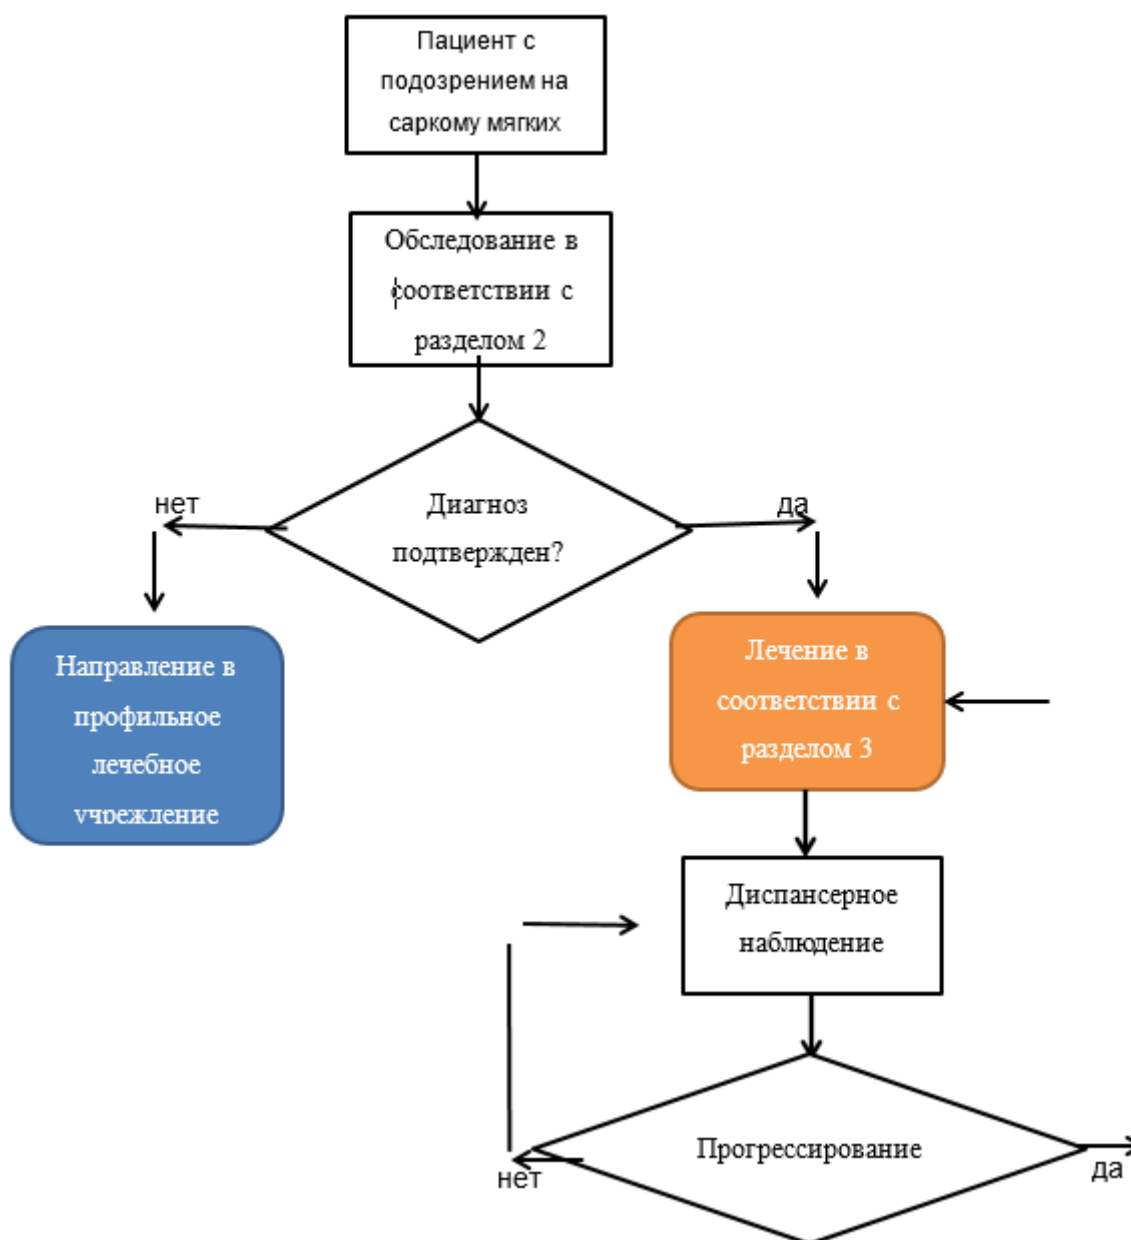 Пациент с
подозрением на
саркому мягких
Обследование в
соответствии с
разделом 2
Диагноз
подтвержден?
нет
да
Направление в
профильное
лечебное
учреждение
Лечение в
соответствии с
разделом 3
Диспансерное
наблюдение
Прогрессирование
нет
да